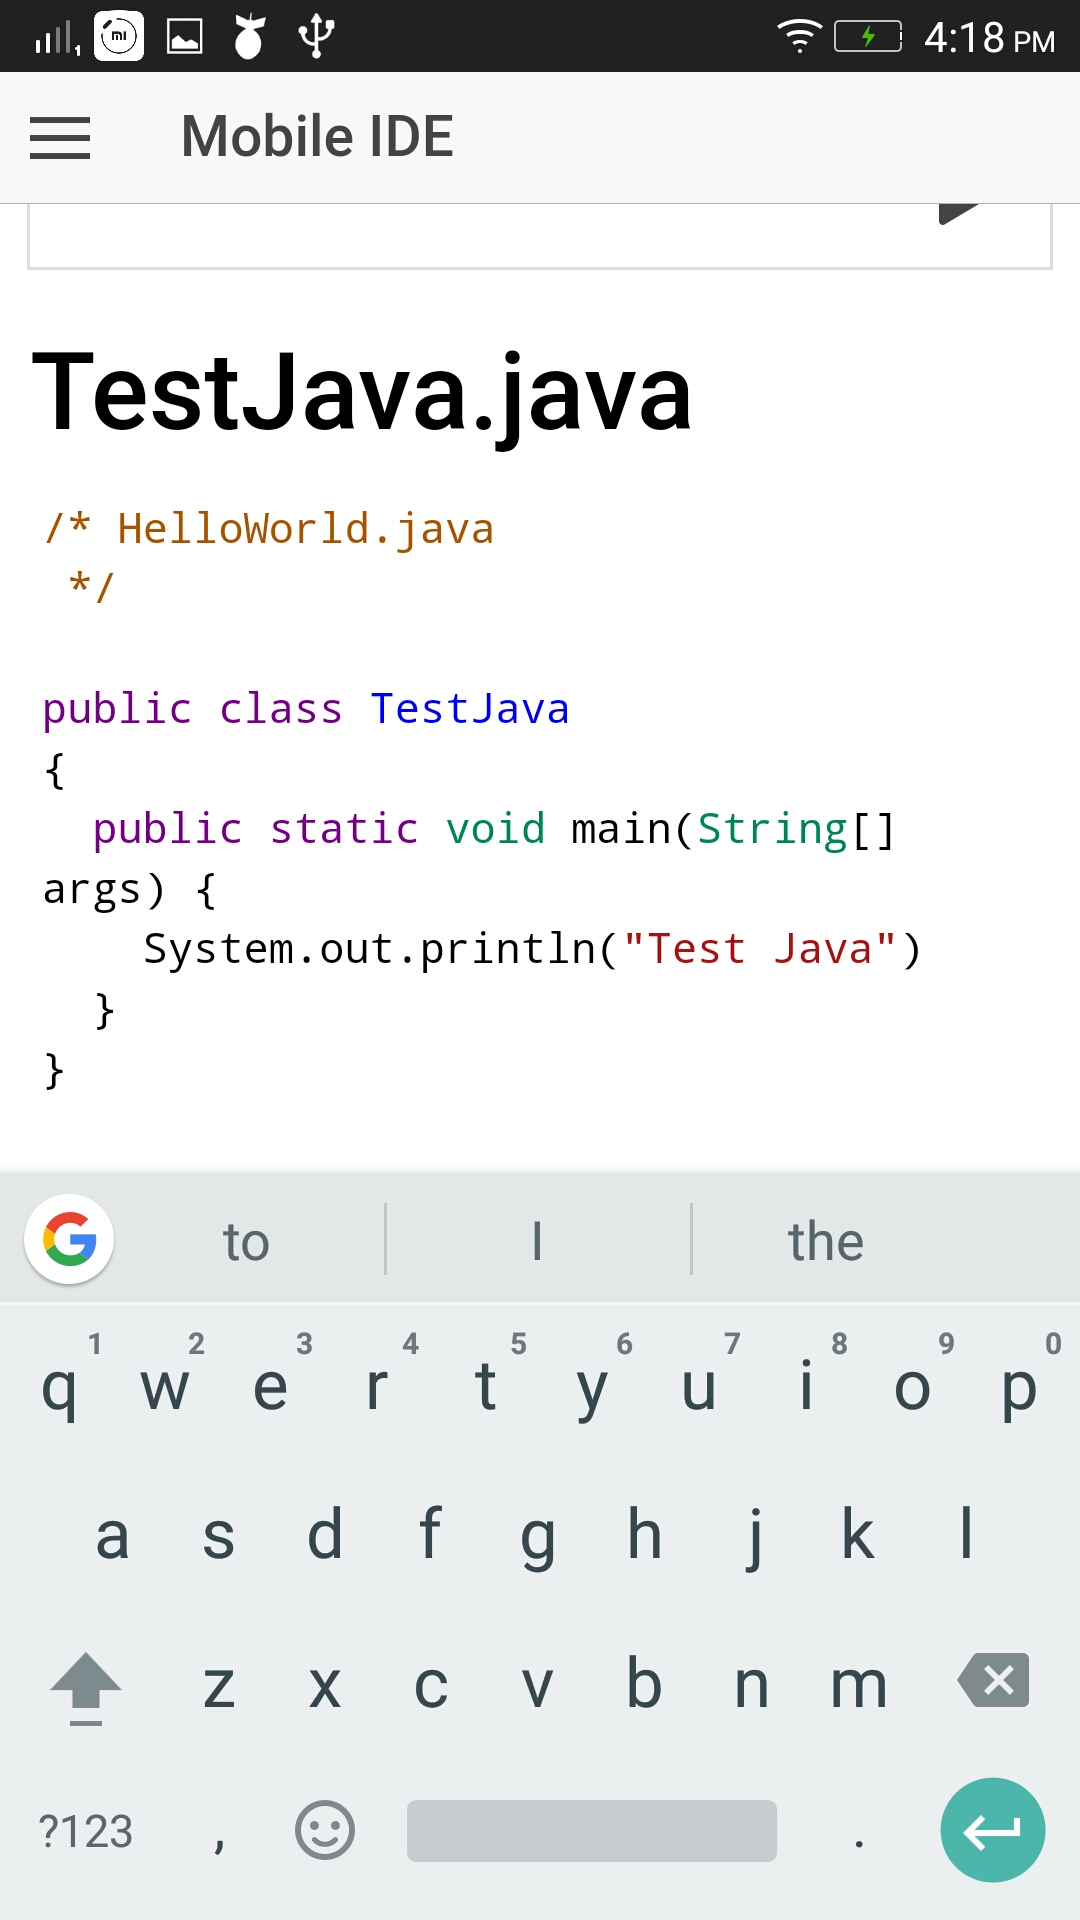 1 4:18 PM
Mobile IDE
TestJava.java
/* HelloWorld.java
 */
public class TestJava
{
  public static void main(String[]
args) {
    System.out.println("Test Java")
  }
}
G to I the
1 2 3 4 5 6 7 8 9 0
q w e r t y u i o p
a s d f g h j k l
z x c v b n m
?123 , .